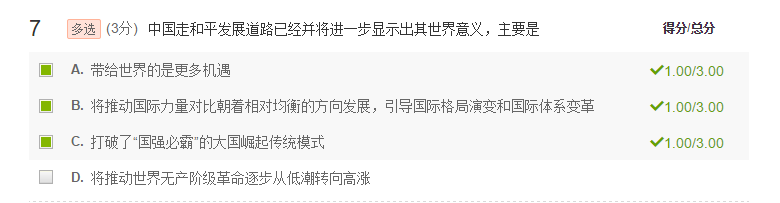 7 多选 (3分) 中国走和平发展道路已经并将进一步显示出其世界意义，主要是 得分/总分
A. 带给世界的是更多机遇 1.00/3.00
B. 将推动国际力量对比朝着相对均衡的方向发展，引导国际格局演变和国际体系变革 1.00/3.00
C. 打破了“国强必霸”的大国崛起传统模式 1.00/3.00
D. 将推动世界无产阶级革命逐步从低潮转向高涨